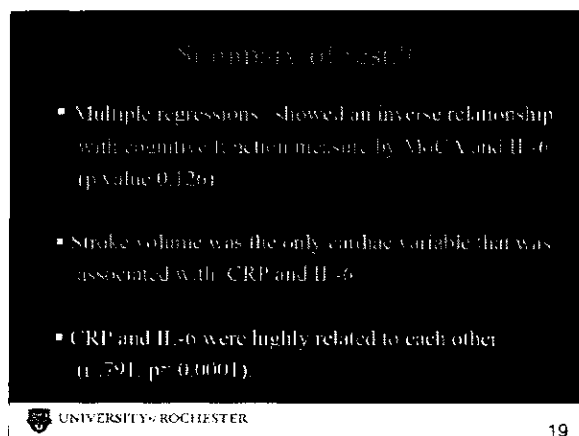 Summary of result
▪ Multiple regressions showed an inverse relationship
with cognitive function measure by MoCA and IL-6
(p value 0.126)
▪ Stroke volume was the only cardiac variable that was
associated with CRP and IL-6
▪ CRP and IL-6 were highly related to each other
(r .791, p= 0.0001).
UNIVERSITY of ROCHESTER
19